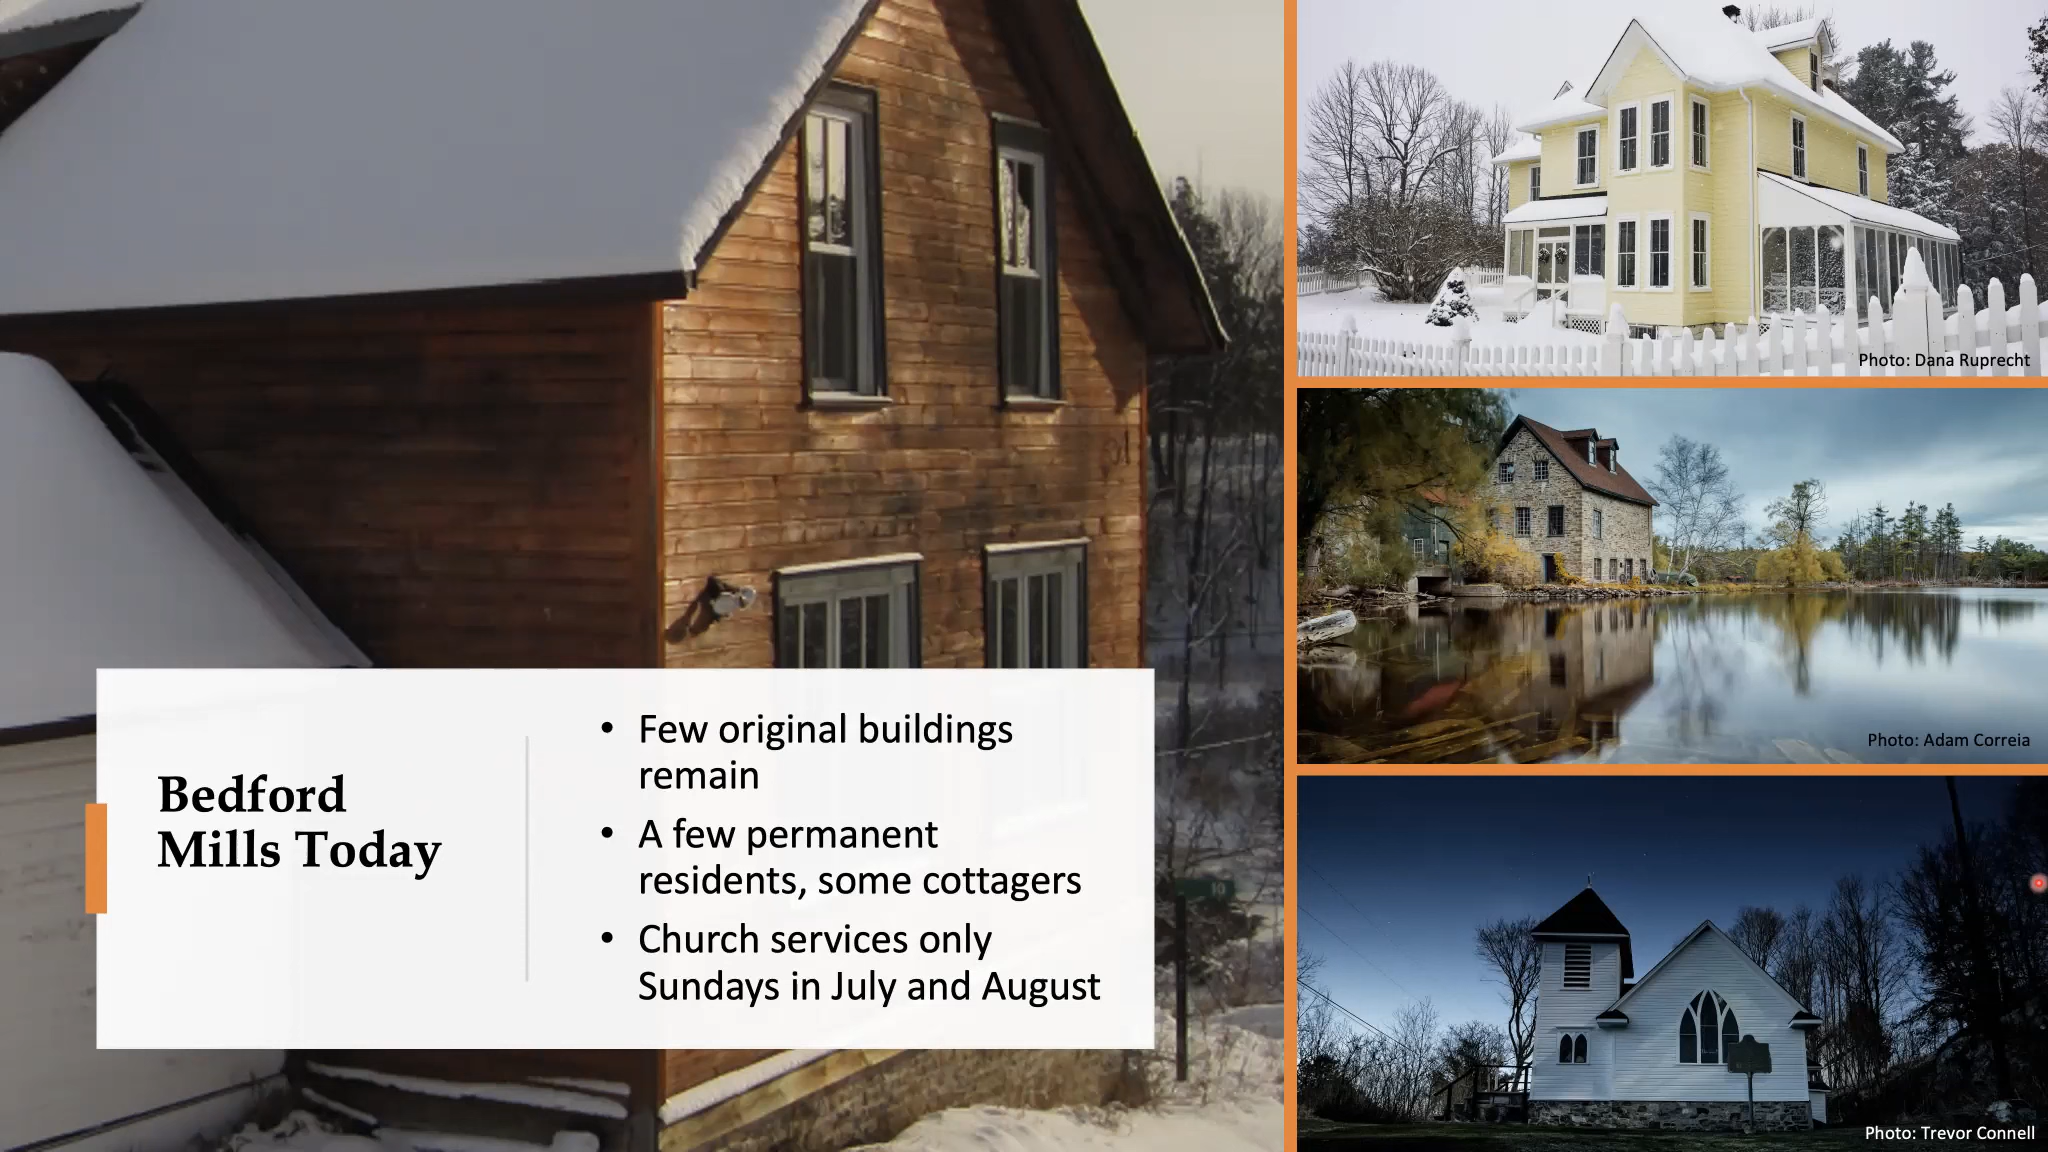 Bedford
Mills Today
• Few original buildings
remain
• A few permanent
residents, some cottagers
• Church services only
Sundays in July and August
Photo: Dana Ruprecht
Photo: Adam Correia
Photo: Trevor Connell
10